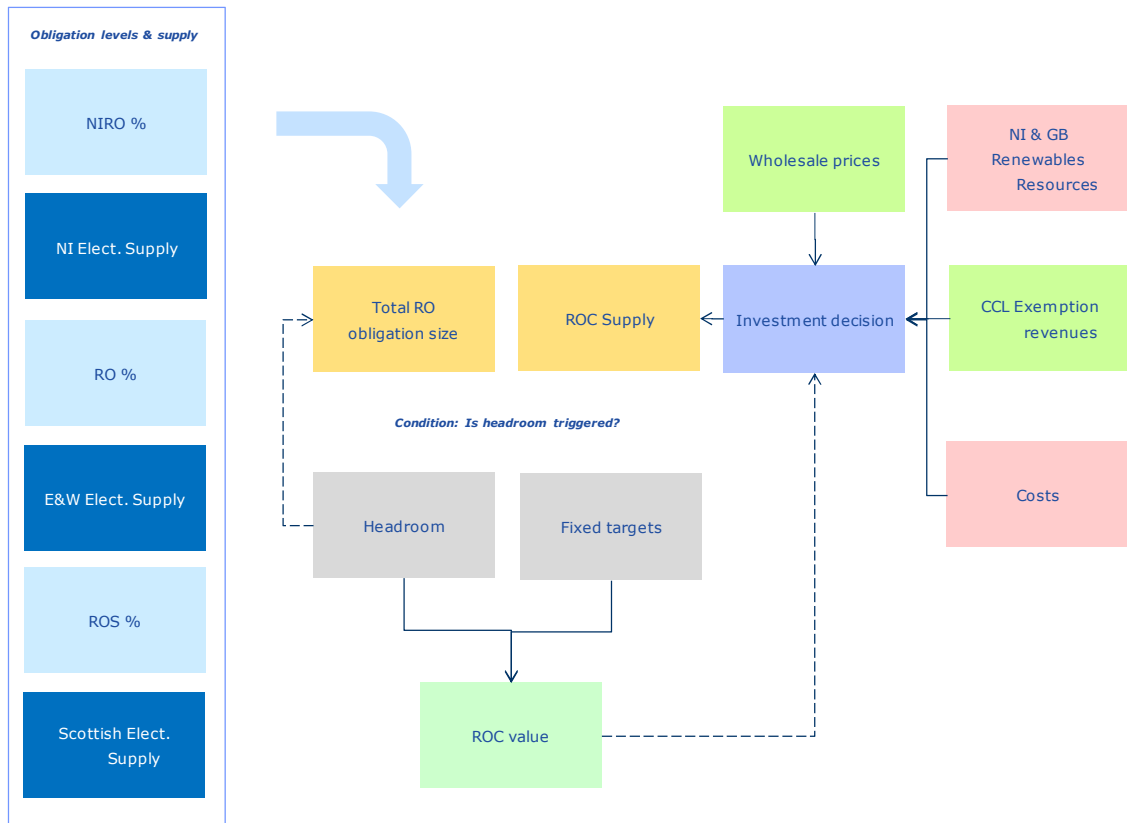 Obligation levels & supply
NIRO %
NI Elect. Supply
RO %
E&W Elect. Supply
ROS %
Scottish Elect.
Supply
Wholesale prices
NI & GB
Renewables
Resources
Total RO
obligation size
ROC Supply
Investment decision
CCL Exemption
revenues
Condition: Is headroom triggered?
Headroom
Fixed targets
Costs
ROC value